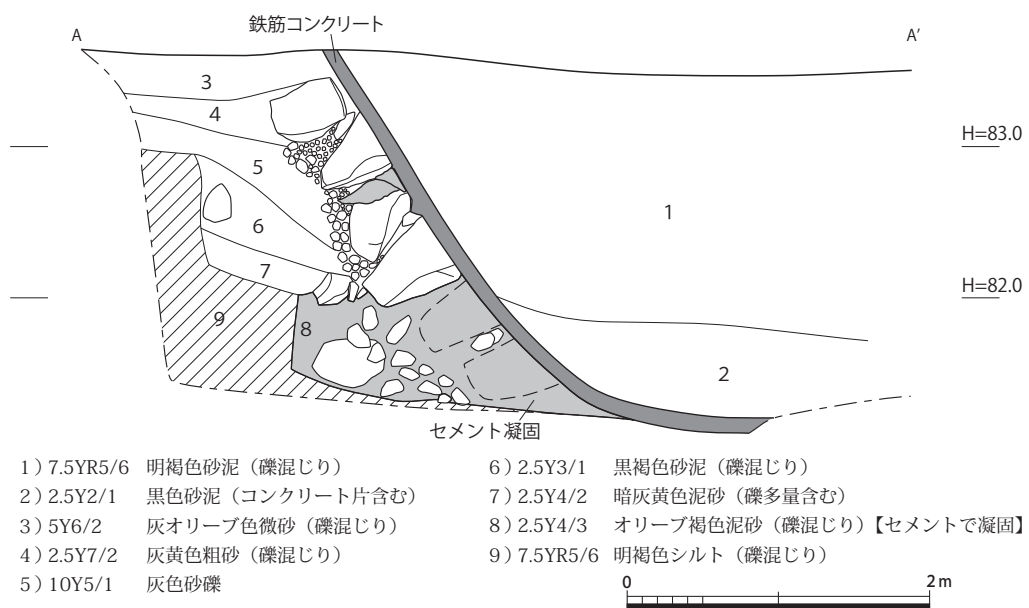 鉄筋コンクリート
A
A'
3
4
H=83.0
5
1
6
7
H=82.0
9
8
2
セメント凝固
1）7.5YR5/6 明褐色砂泥（礫混じり）
2）2.5Y2/1 黒色砂泥（コンクリート片含む）
3）5Y6/2 灰オリーブ色微砂（礫混じり）
4）2.5Y7/2 灰黄色粗砂（礫混じり）
5）10Y5/1 灰色砂礫
6）2.5Y3/1 黒褐色砂泥（礫混じり）
7）2.5Y4/2 暗灰黄色泥砂（礫多量含む）
8）2.5Y4/3 オリーブ褐色泥砂（礫混じり）【セメントで凝固】
9）7.5YR5/6 明褐色シルト（礫混じり）
0
2m